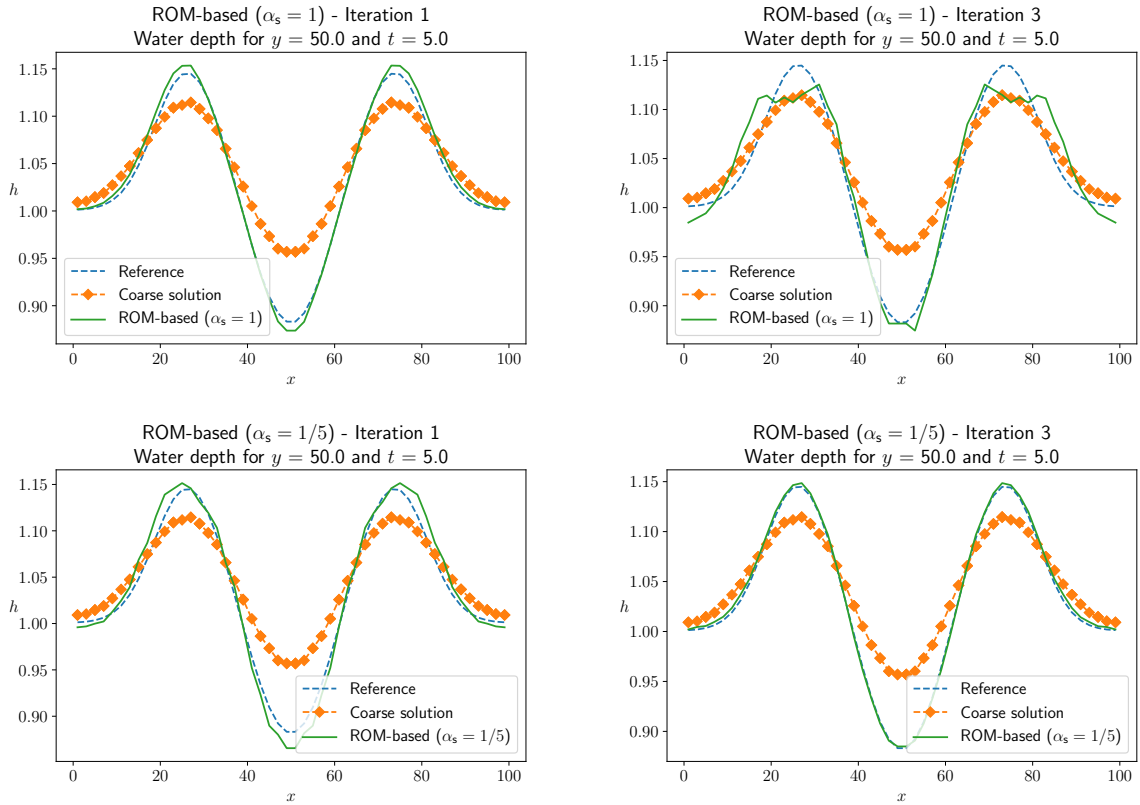 ROM-based (αₛ = 1) - Iteration 1
Water depth for y = 50.0 and t = 5.0
1.15
1.10
1.05
1.00
0.95
0.90
h
Reference
Coarse solution
ROM-based (αₛ = 1)
0 20 40 60 80 100
x
ROM-based (αₛ = 1) - Iteration 3
Water depth for y = 50.0 and t = 5.0
1.15
1.10
1.05
1.00
0.95
0.90
h
Reference
Coarse solution
ROM-based (αₛ = 1)
0 20 40 60 80 100
x
ROM-based (αₛ = 1/5) - Iteration 1
Water depth for y = 50.0 and t = 5.0
1.15
1.10
1.05
1.00
0.95
0.90
h
Reference
Coarse solution
ROM-based (αₛ = 1/5)
0 20 40 60 80 100
x
ROM-based (αₛ = 1/5) - Iteration 3
Water depth for y = 50.0 and t = 5.0
1.15
1.10
1.05
1.00
0.95
0.90
h
Reference
Coarse solution
ROM-based (αₛ = 1/5)
0 20 40 60 80 100
x